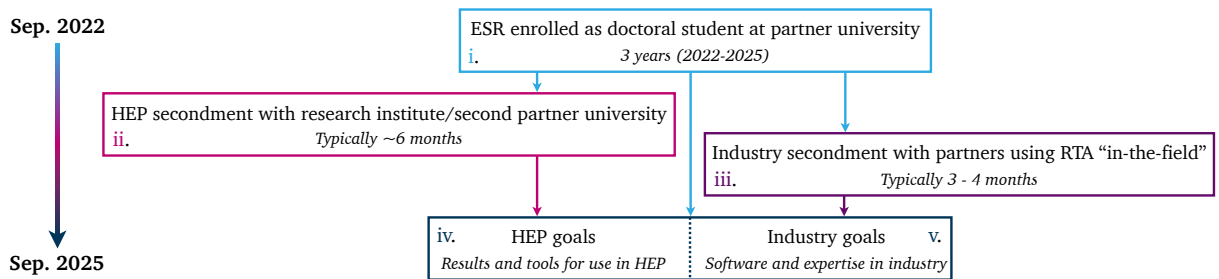 Sep. 2022
ESR enrolled as doctoral student at partner university
i.
3 years (2022-2025)
HEP secondment with research institute/second partner university
ii.
Typically ~6 months
Industry secondment with partners using RTA “in-the-field”
iii.
Typically 3 - 4 months
iv.
HEP goals
Industry goals
v.
Results and tools for use in HEP
Software and expertise in industry
Sep. 2025